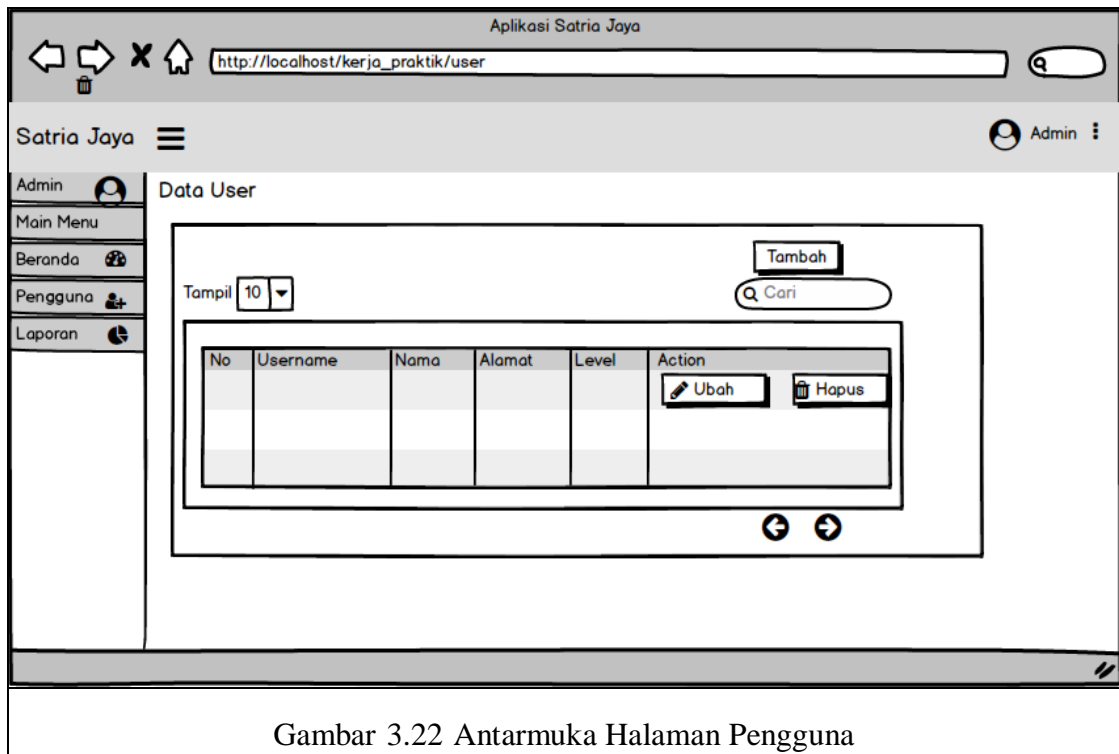 Aplikasi Satria Jaya
http://localhost/kerja_praktik/user
Satria Jaya
Admin
Admin
Main Menu
Beranda
Pengguna
Laporan
Data User
Tambah
Tampil 10
Cari
No Username Nama Alamat Level Action
Ubah Hapus
Gambar 3.22 Antarmuka Halaman Pengguna